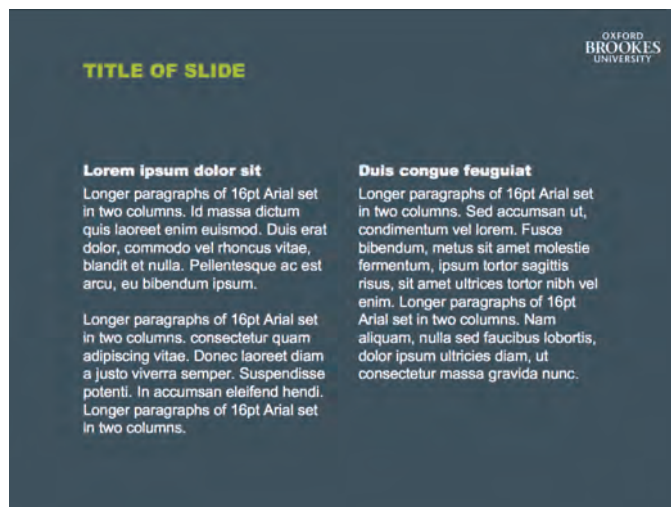 OXFORD
BROOKES
UNIVERSITY
TITLE OF SLIDE
Lorem ipsum dolor sit
Longer paragraphs of 16pt Arial set
in two columns. Id massa dictum
quis laoreet enim euismod. Duis erat
dolor, commodo vel rhoncus vitae,
blandit et nulla. Pellentesque ac est
arcu, eu bibendum ipsum.
Longer paragraphs of 16pt Arial set
in two columns. consectetur quam
adipiscing vitae. Donec laoreet diam
a justo viverra semper. Suspendisse
potenti. In accumsan eleifend hendi.
Longer paragraphs of 16pt Arial set
in two columns.
Duis congue feuguiat
Longer paragraphs of 16pt Arial set
in two columns. Sed accumsan ut,
condimentum vel lorem. Fusce
bibendum, metus sit amet molestie
fermentum, ipsum tortor sagittis
risus, sit amet ultrices tortor nibh vel
enim. Longer paragraphs of 16pt
Arial set in two columns. Nam
aliquam, nulla sed faucibus lobortis,
dolor ipsum ultricies diam, ut
consectetur massa gravida nunc.